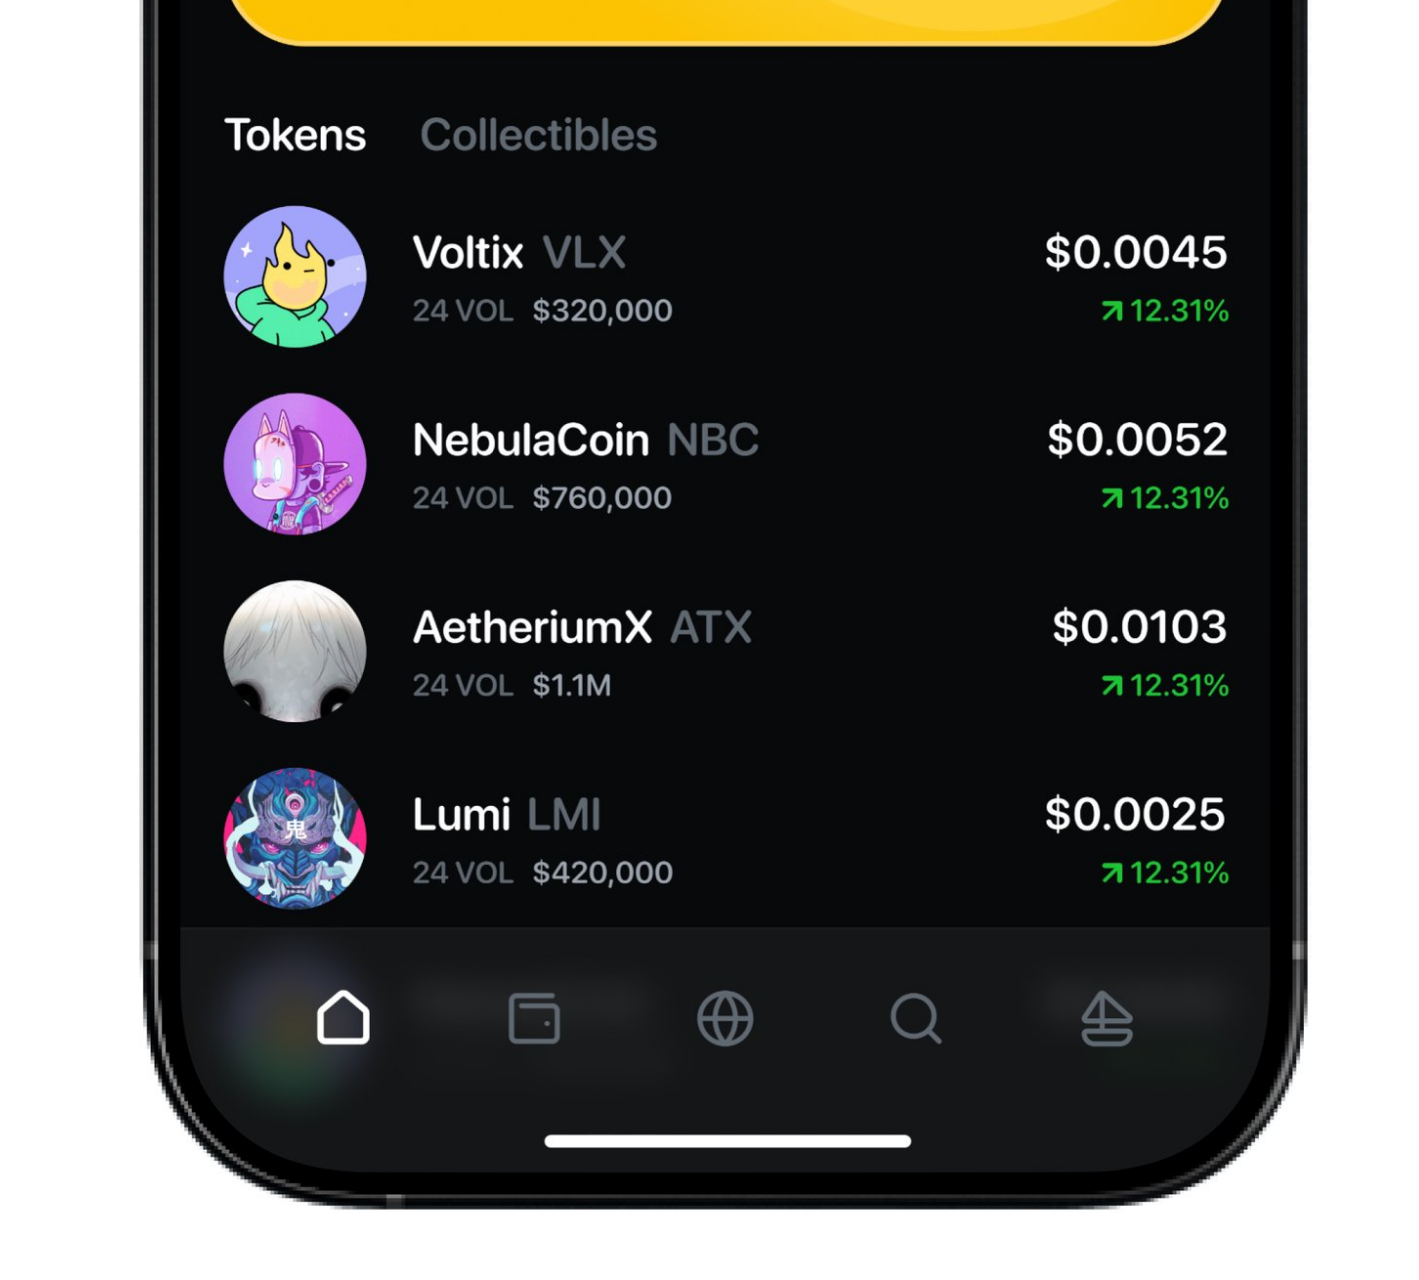 Tokens Collectibles
Voltix VLX $0.0045
24 VOL $320,000 12.31%
NebulaCoin NBC $0.0052
24 VOL $760,000 12.31%
AetheriumX ATX $0.0103
24 VOL $1.1M 12.31%
鬼
Lumi LMI $0.0025
24 VOL $420,000 12.31%